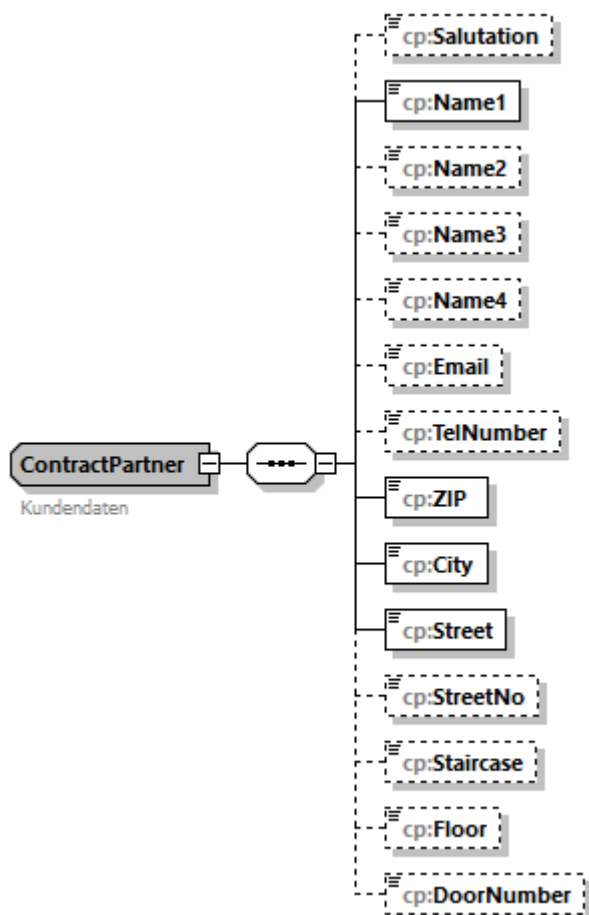 cp:Salutation
cp:Name1
cp:Name2
cp:Name3
cp:Name4
cp:Email
cp:TelNumber
ContractPartner
Kundendaten
cp:ZIP
cp:City
cp:Street
cp:StreetNo
cp:Staircase
cp:Floor
cp:DoorNumber